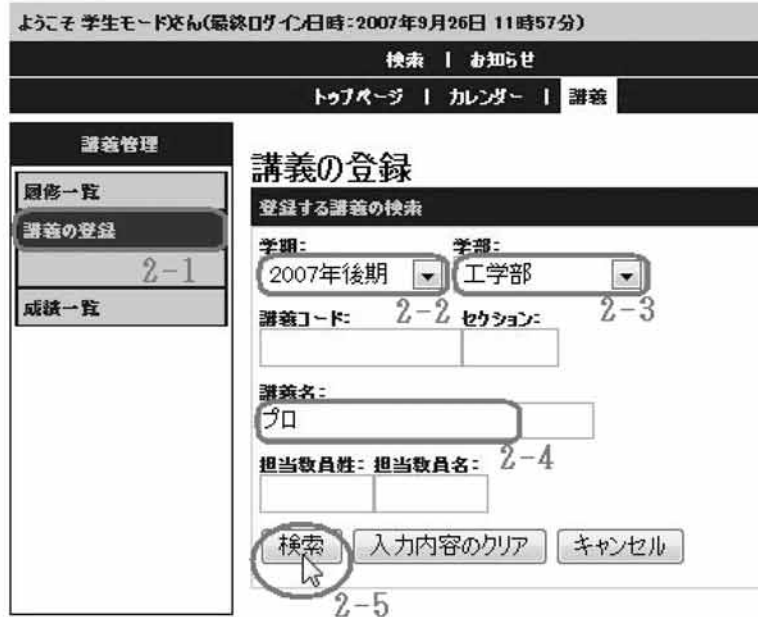 ようこそ 学生モードさん(最終ログイン日時：2007年9月26日 11時57分)
検索 | お知らせ
トップページ | カレンダー | 講義
講義管理
履修一覧
講義の登録
2-1
成績一覧
講義の登録
登録する講義の検索
学期： 学部：
2007年後期 工学部
2-2 2-3
講義コード： セクション：
講義名：
プロ
2-4
担当教員姓： 担当教員名：
検索 入力内容のクリア キャンセル
2-5